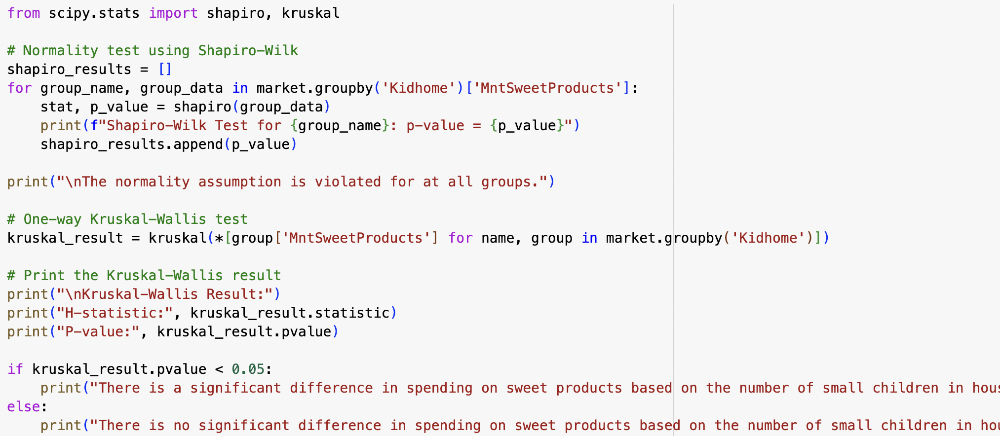 from scipy.stats import shapiro, kruskal
# Normality test using Shapiro-Wilk
shapiro_results = []
for group_name, group_data in market.groupby('Kidhome')['MntSweetProducts']:
    stat, p_value = shapiro(group_data)
    print(f"Shapiro-Wilk Test for {group_name}: p-value = {p_value}")
    shapiro_results.append(p_value)
print("\nThe normality assumption is violated for at all groups.")
# One-way Kruskal-Wallis test
kruskal_result = kruskal(*[group['MntSweetProducts'] for name, group in market.groupby('Kidhome')])
# Print the Kruskal-Wallis result
print("\nKruskal-Wallis Result:")
print("H-statistic:", kruskal_result.statistic)
print("P-value:", kruskal_result.pvalue)
if kruskal_result.pvalue < 0.05:
    print("There is a significant difference in spending on sweet products based on the number of small children in
else:
    print("There is no significant difference in spending on sweet products based on the number of small children in